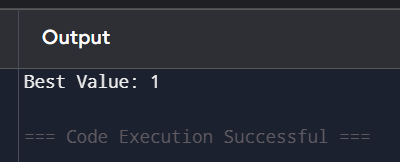 Output
Best Value: 1
=== Code Execution Successful ===